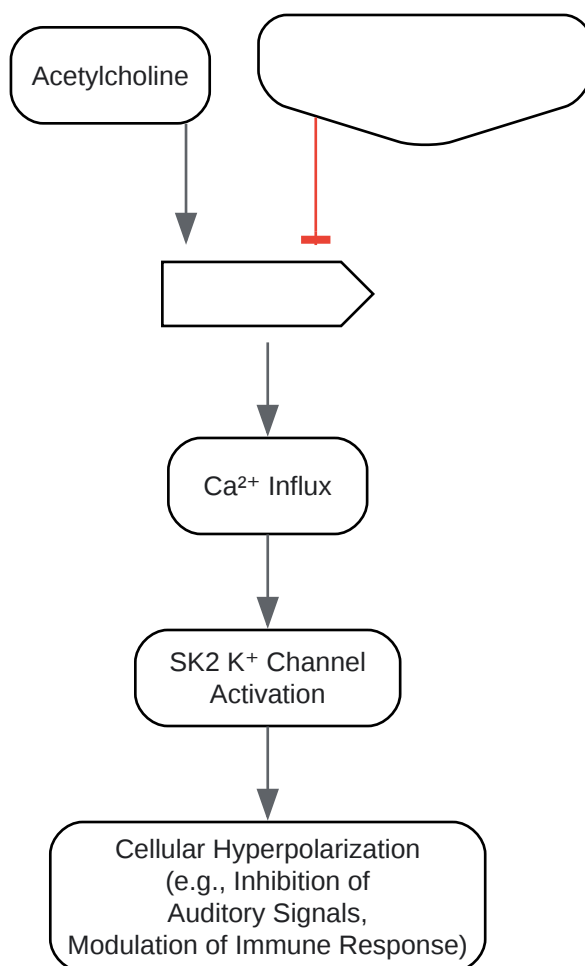 Acetylcholine
Ca²⁺ Influx
SK2 K⁺ Channel
Activation
Cellular Hyperpolarization
(e.g., Inhibition of
Auditory Signals,
Modulation of Immune Response)